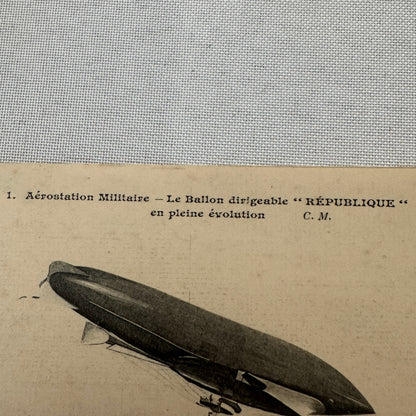 1. Aérostation Militaire — Le Ballon dirigeable “ RÉPUBLIQUE “
en pleine évolution C. M.